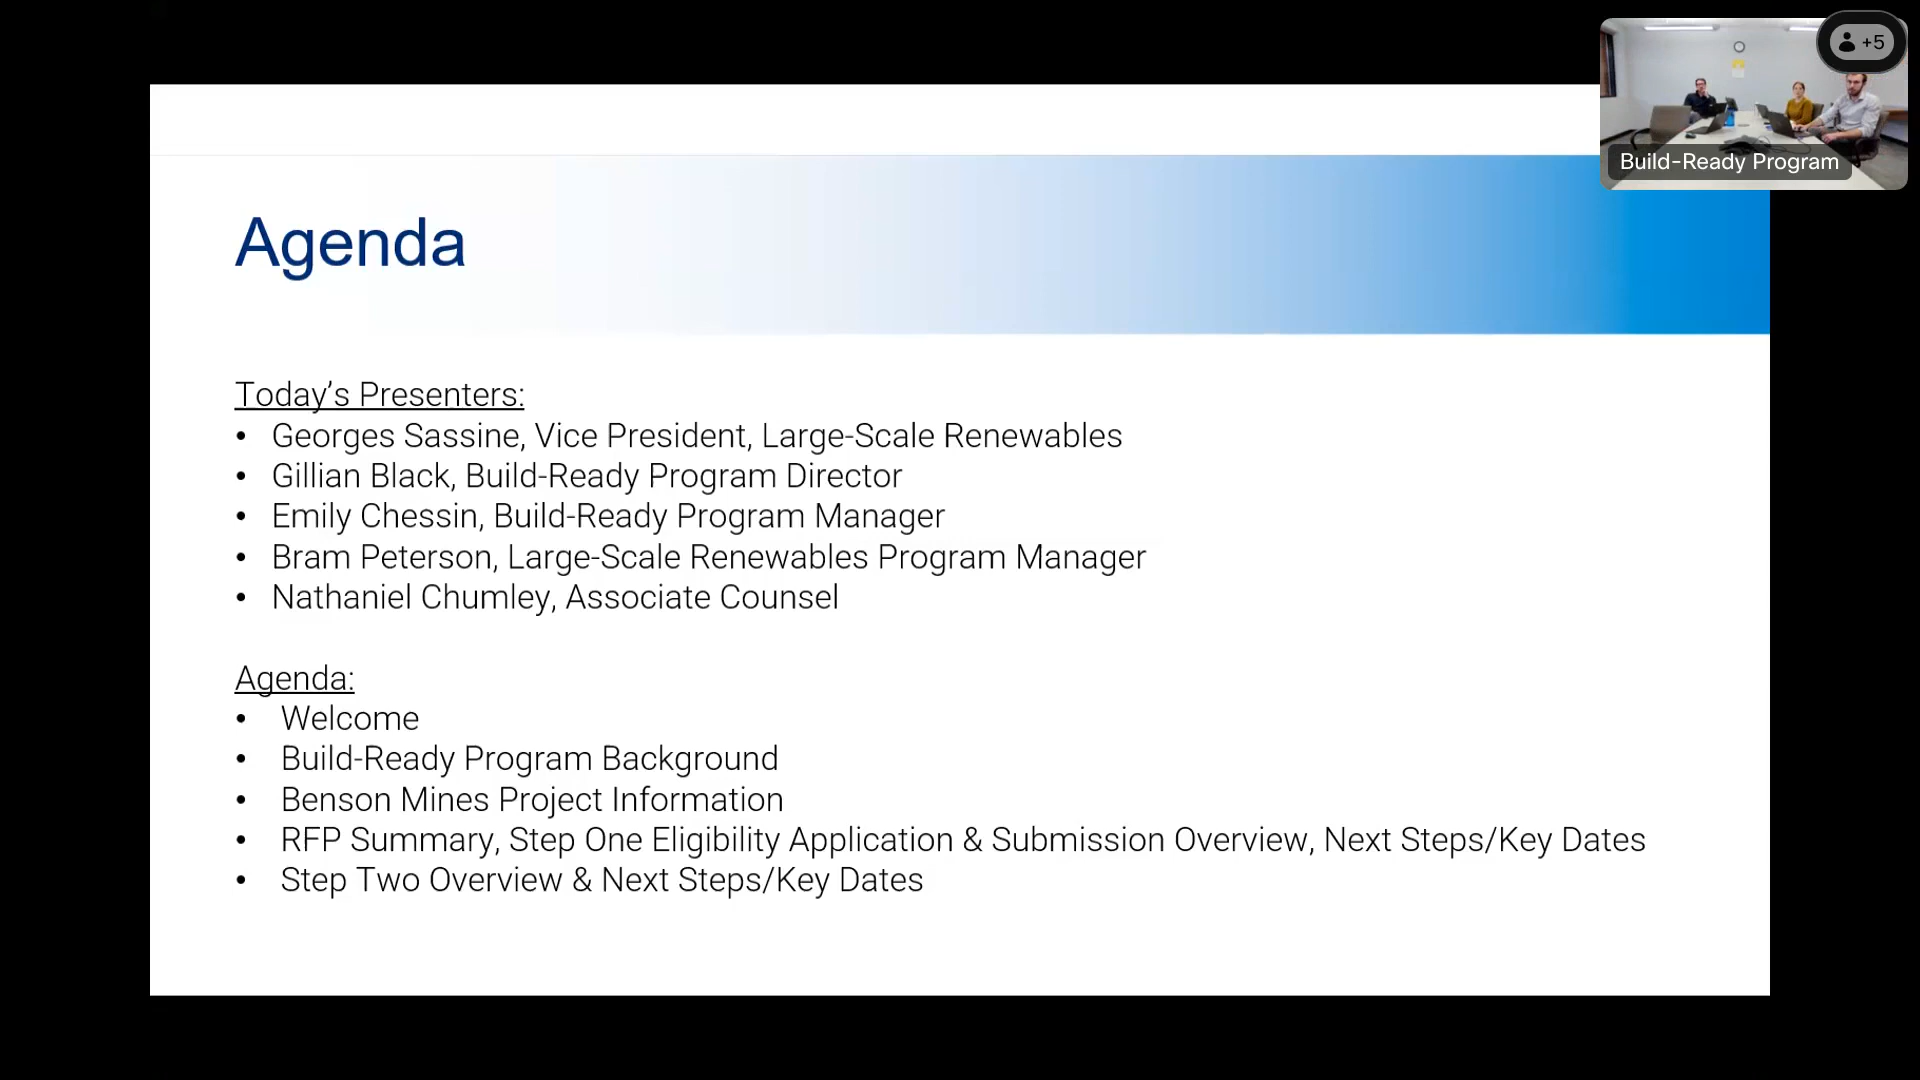 +5
Build-Ready Program
Agenda
Today's Presenters:
• Georges Sassine, Vice President, Large-Scale Renewables
• Gillian Black, Build-Ready Program Director
• Emily Chessin, Build-Ready Program Manager
• Bram Peterson, Large-Scale Renewables Program Manager
• Nathaniel Chumley, Associate Counsel
Agenda:
• Welcome
• Build-Ready Program Background
• Benson Mines Project Information
• RFP Summary, Step One Eligibility Application & Submission Overview, Next Steps/Key Dates
• Step Two Overview & Next Steps/Key Dates